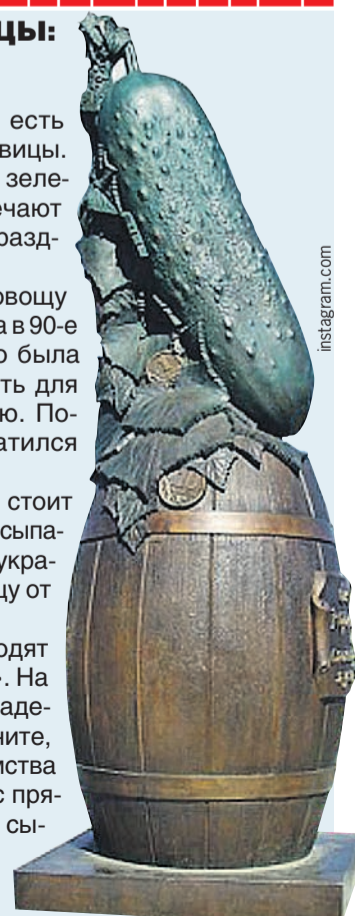 цы:
есть
вицы.
зеле-
ечают
разд-
овощу
а в 90-е
о была
ть для
ю. По-
атился
стоит
сыпа-
укра-
цу от
одят
. На
аде-
ните,
йства
с пря-
сы-
instagram.com